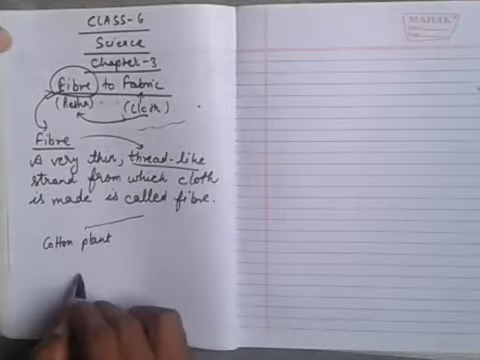 CLASS-6
Science
Chapter-3
Fibre to Fabric
(Resha) (Cloth)
Fibre
A very thin, thread-like
strand from which cloth
is made is called fibre.
Cotton plant
MAHAK